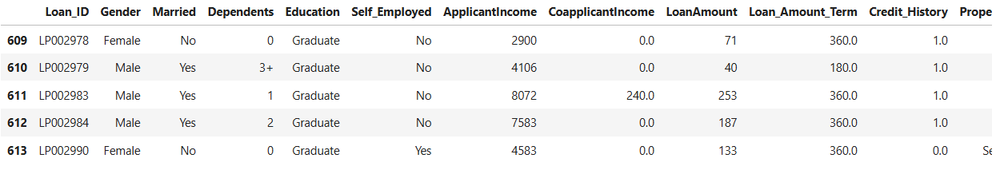 Loan_ID Gender Married Dependents Education Self_Employed ApplicantIncome CoapplicantIncome LoanAmount Loan_Amount_Term Credit_History Prope
609 LP002978 Female No 0 Graduate No 2900 0.0 71 360.0 1.0
610 LP002979 Male Yes 3+ Graduate No 4106 0.0 40 180.0 1.0
611 LP002983 Male Yes 1 Graduate No 8072 240.0 253 360.0 1.0
612 LP002984 Male Yes 2 Graduate No 7583 0.0 187 360.0 1.0
613 LP002990 Female No 0 Graduate Yes 4583 0.0 133 360.0 0.0 Se